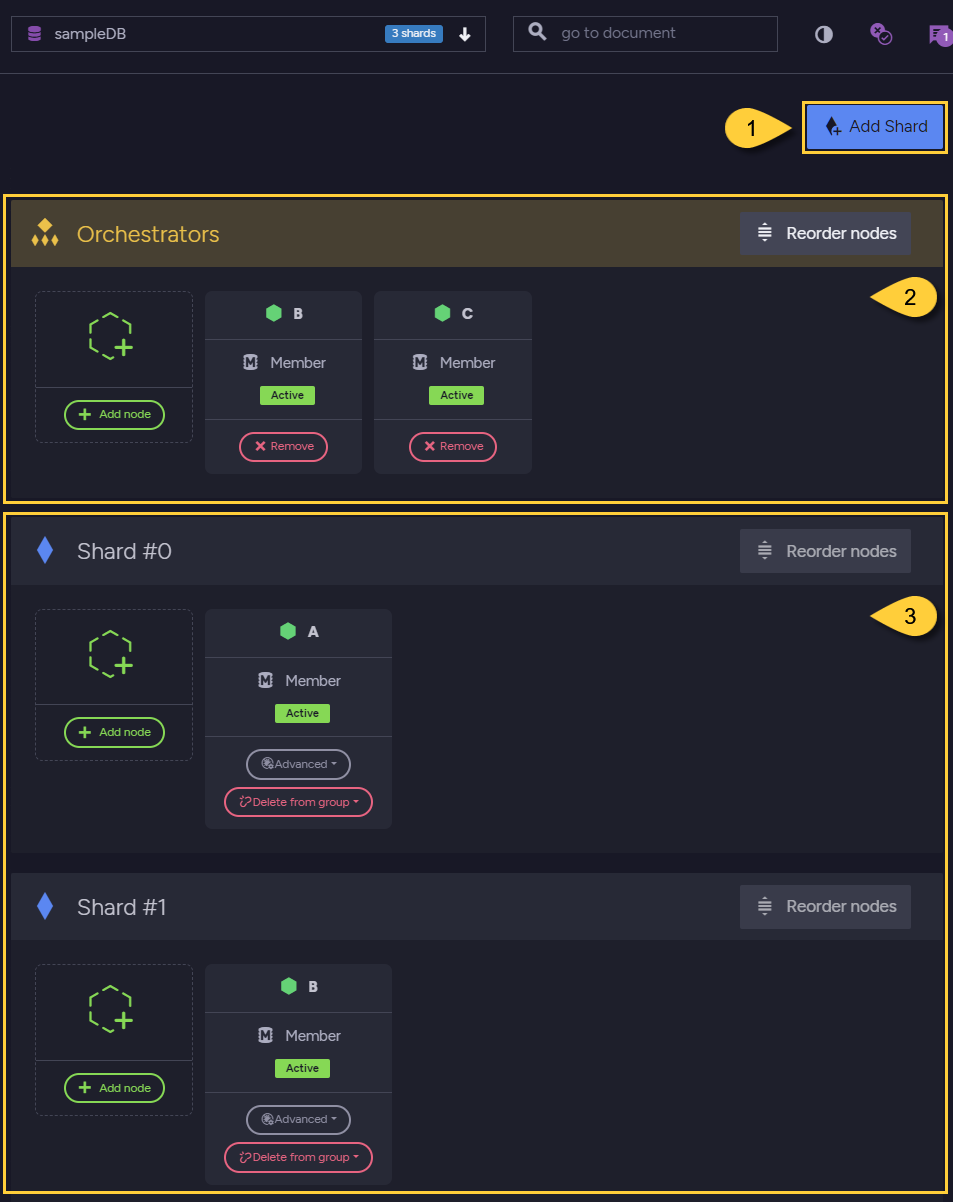 sampleDB 3 shards go to document 1
1 Add Shard
Orchestrators Reorder nodes
2
B C
M Member M Member
Active Active
Add node
Remove Remove
Shard #0 Reorder nodes
3
A
M Member
Active
Add node
Advanced
Delete from group
Shard #1 Reorder nodes
B
M Member
Active
Add node
Advanced
Delete from group